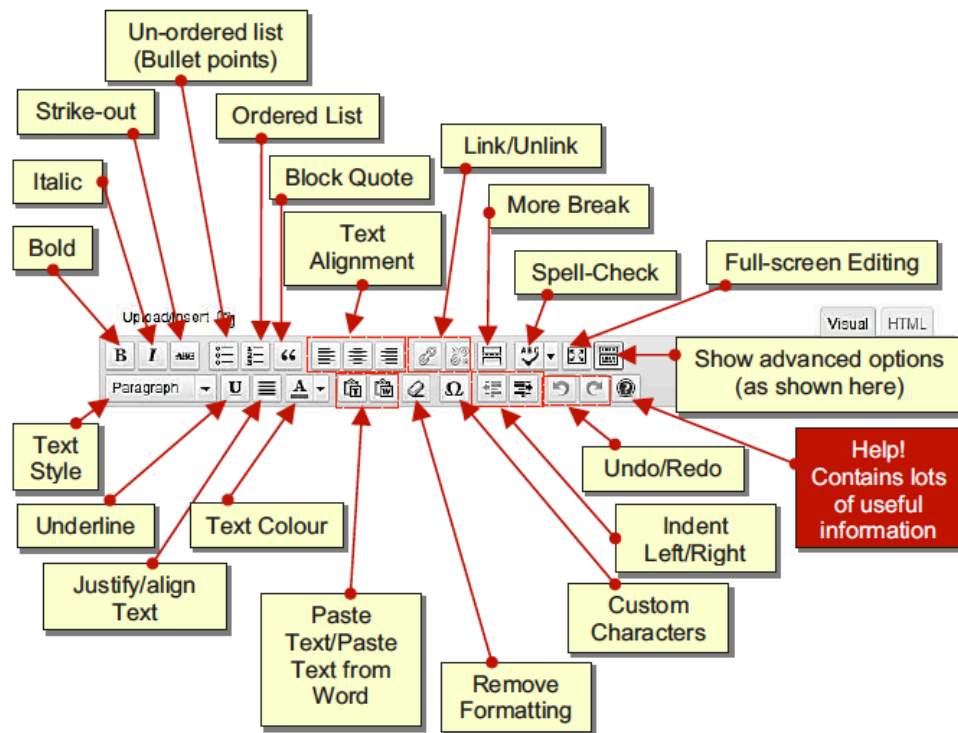 Un-ordered list
(Bullet points)
Strike-out
Ordered List
Link/Unlink
Italic
Block Quote
More Break
Text
Alignment
Bold
Spell-Check
Full-screen Editing
Upload/Insert
Visual
HTML
B
I
ABC
ABC
Show advanced options
(as shown here)
Paragraph
U
A
T
W
Ω
Text
Style
Underline
Text Colour
Undo/Redo
Help!
Contains lots
of useful
information
Justify/align
Text
Indent
Left/Right
Paste
Text/Paste
Text from
Word
Custom
Characters
Remove
Formatting